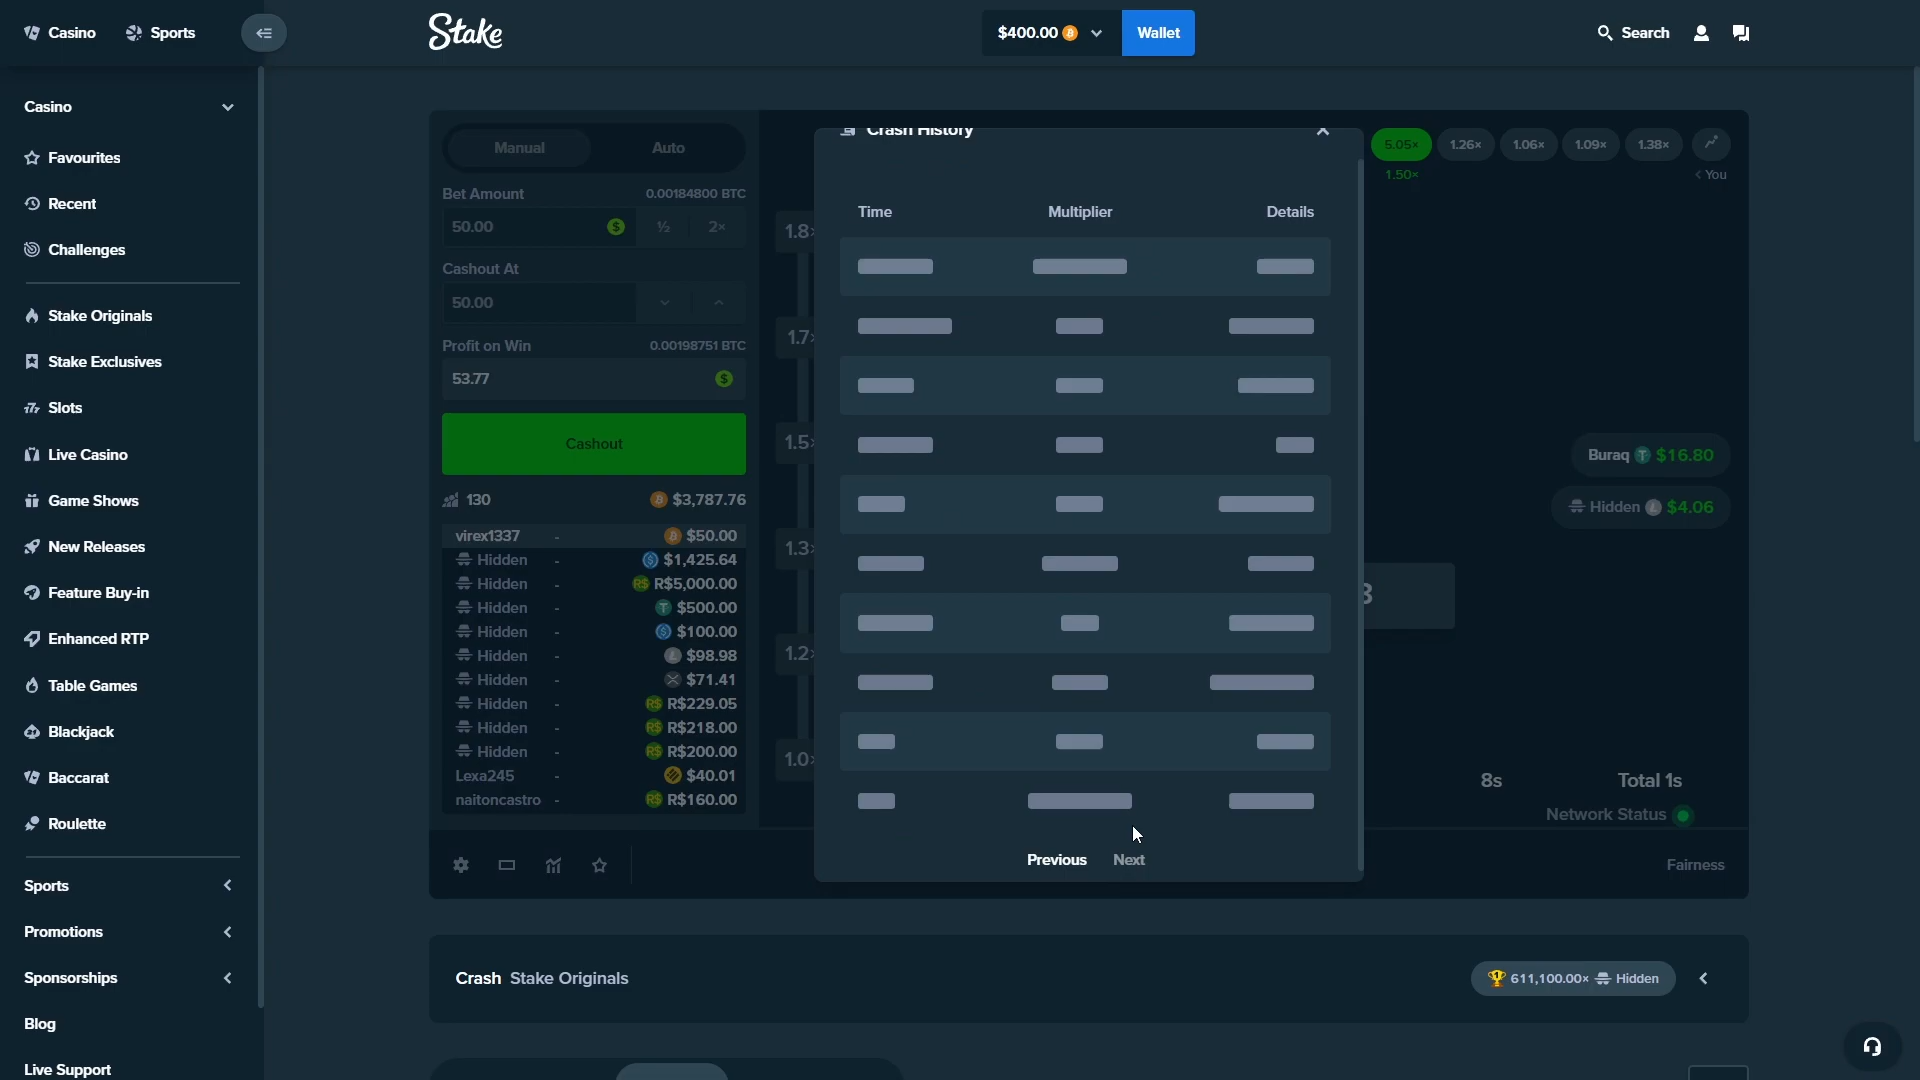 Casino
Sports
Stake
$400.00
Wallet
Search
Casino
Favourites
Recent
Challenges
Stake Originals
Stake Exclusives
Slots
Live Casino
Game Shows
New Releases
Feature Buy-in
Enhanced RTP
Table Games
Blackjack
Baccarat
Roulette
Sports
Promotions
Sponsorships
Blog
Live Support
Manual
Auto
Bet Amount
0.00184800 BTC
50.00
½
2×
Cashout At
50.00
Profit on Win
0.00198751 BTC
53.77
Cashout
130
$3,787.76
virex1337 - $50.00
Hidden - $1,425.64
Hidden - R$5,000.00
Hidden - $500.00
Hidden - $100.00
Hidden - $98.98
Hidden - $71.41
Hidden - R$229.05
Hidden - R$218.00
Hidden - R$200.00
Lexa245 - $40.01
naitoncastro - R$160.00
1.8×
1.7×
1.5×
1.3×
1.2×
1.0×
Crash History
Time
Multiplier
Details
Previous
Next
5.05×
1.26×
1.06×
1.09×
1.38×
1.50×
You
Buraq $16.80
Hidden $4.06
8s
Total 1s
Network Status
Fairness
Crash Stake Originals
611,100.00× Hidden